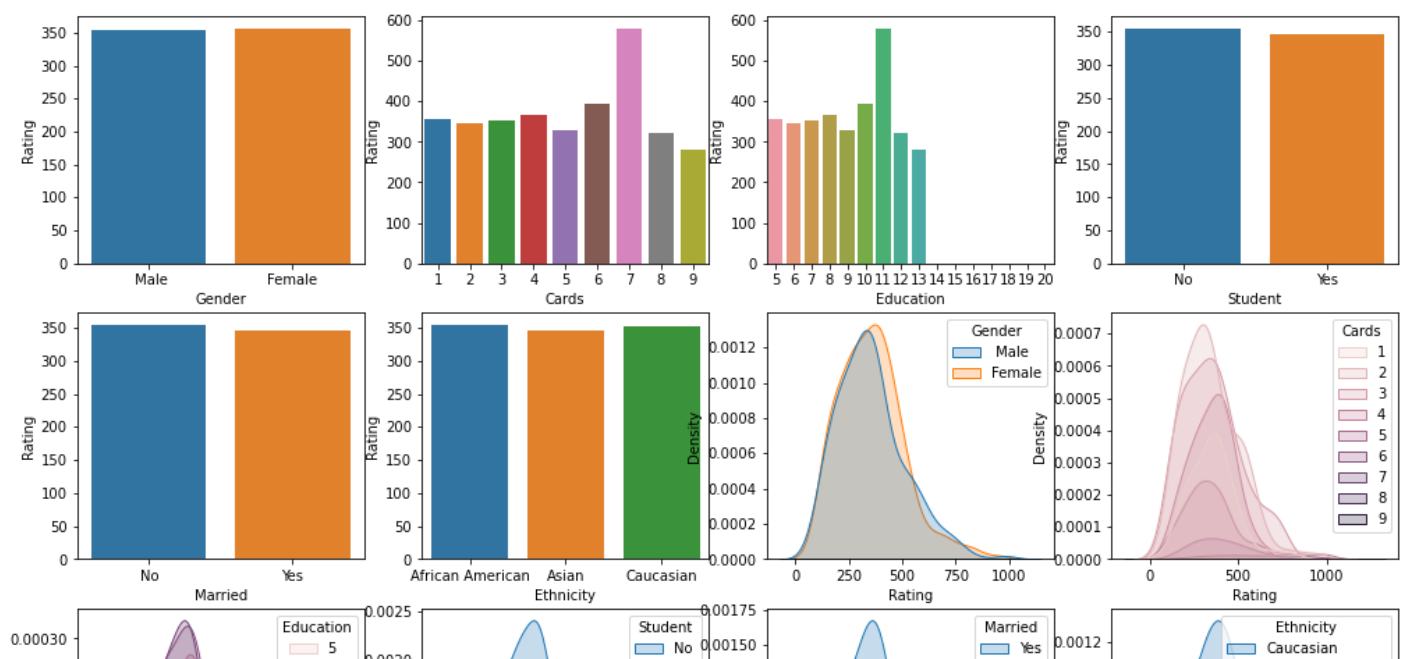 350
300
250
200
150
100
50
0
Rating
Male Female
Gender
600
500
400
300
200
100
0
Rating
1 2 3 4 5 6 7 8 9
Cards
600
500
400
300
200
100
0
Rating
5 6 7 8 9 10 11 12 13 14 15 16 17 18 19 20
Education
350
300
250
200
150
100
50
0
Rating
No Yes
Student
350
300
250
200
150
100
50
0
Rating
No Yes
Married
350
300
250
200
150
100
50
0
Rating
African American Asian Caucasian
Ethnicity
0.0012
0.0010
0.0008
0.0006
0.0004
0.0002
0.0000
Density
Gender
Male
Female
0 250 500 750 1000
Rating
0.0007
0.0006
0.0005
0.0004
0.0003
0.0002
0.0001
0.0000
Density
Cards
1
2
3
4
5
6
7
8
9
0 500 1000
Rating
0.00030
Education
5
0.0025
0.0020
Student
No
0.00175
0.00150
Married
Yes
0.0012
Ethnicity
Caucasian